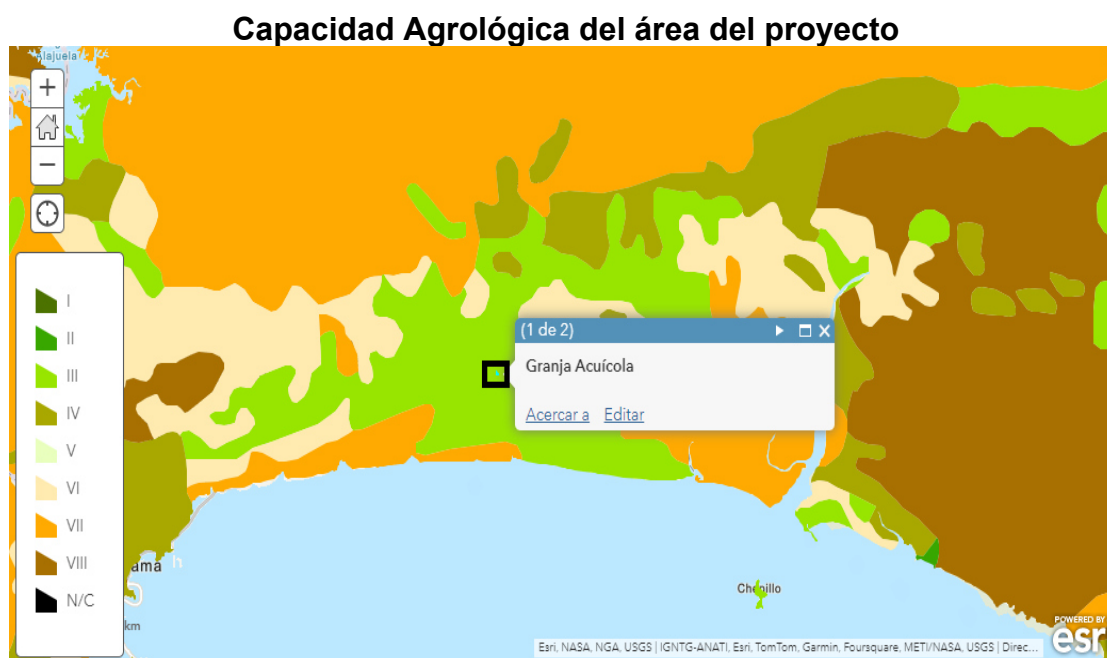 Capacidad Agrológica del área del proyecto
+
−
I
II
III
IV
V
VI
VII
VIII
N/C
(1 de 2)
Granja Acuícola
Acercar a Editar
Chepillo
km
Esri, NASA, NGA, USGS | IGNTG-ANATI, Esri, TomTom, Garmin, Foursquare, METI/NASA, USGS | Direc...
POWERED BY
esri